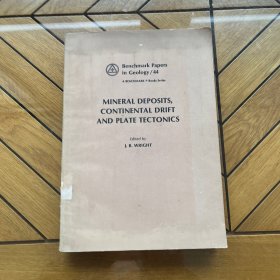 Benchmark Papers
in Geology / 44
A BENCHMARK ® Books Series
MINERAL DEPOSITS,
CONTINENTAL DRIFT
AND PLATE TECTONICS
Edited by
J. B. WRIGHT